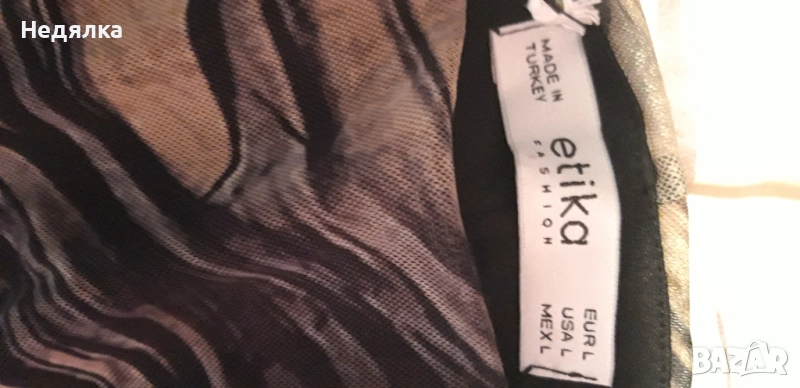 Недялка
MADE IN
TURKEY
etika
FASHION
EUR L
USA L
MEX L
BAZAR